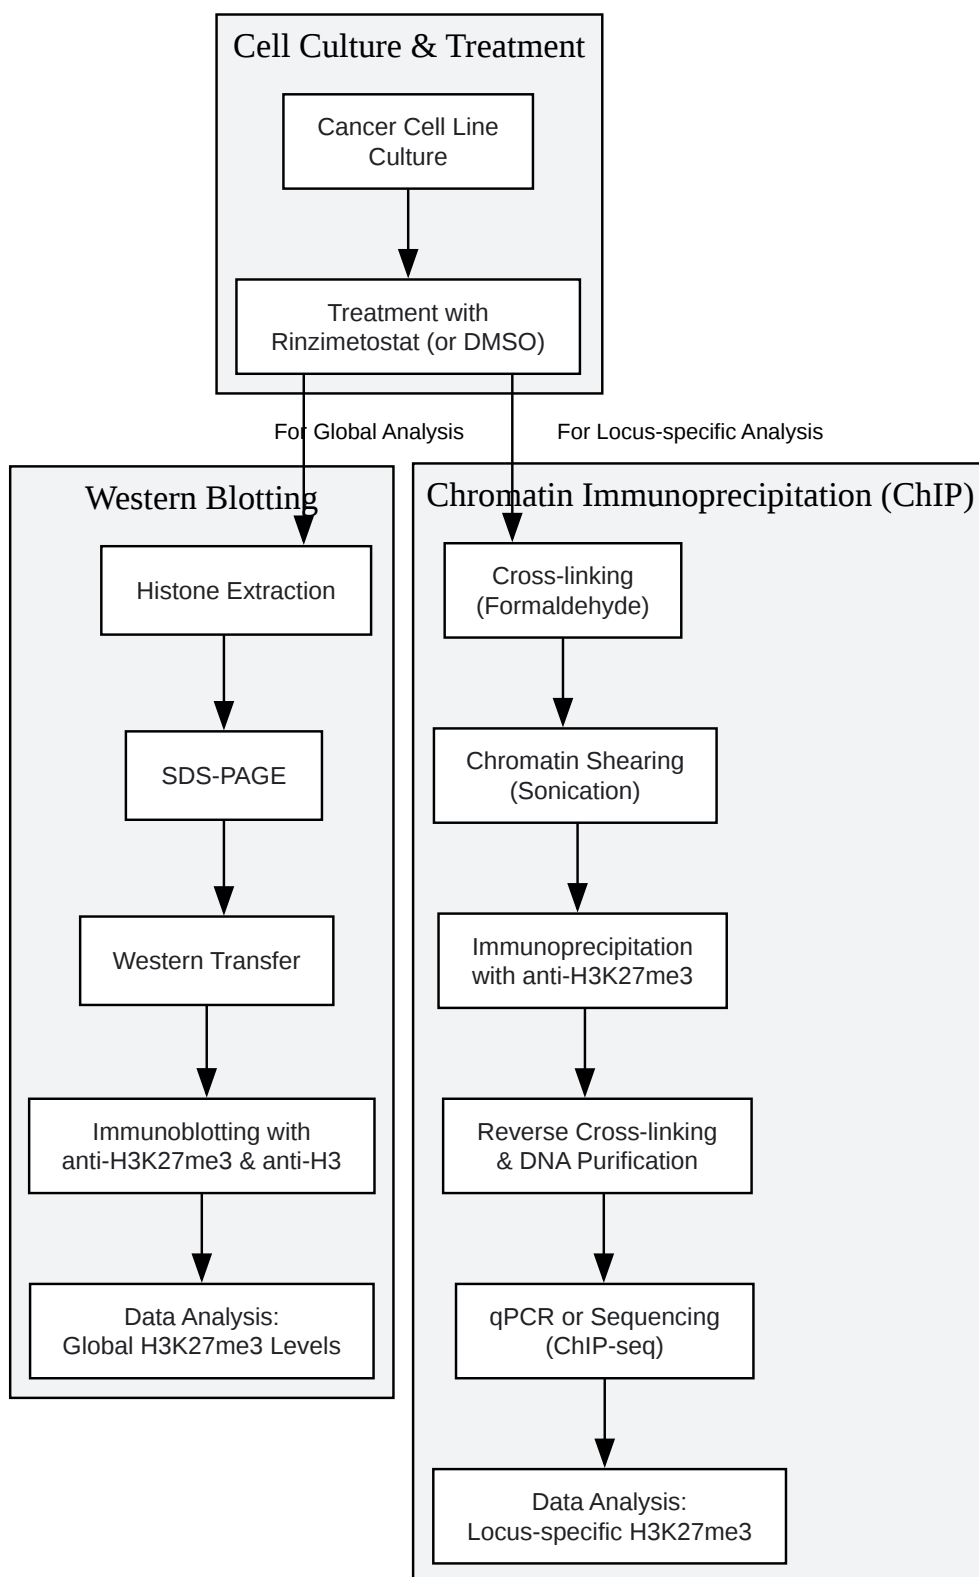 Cell Culture & Treatment
Cancer Cell Line
Culture
Treatment with
Rinzimetostat (or DMSO)
For Global Analysis
For Locus-specific Analysis
Western Blotting
Histone Extraction
SDS-PAGE
Western Transfer
Immunoblotting with
anti-H3K27me3 & anti-H3
Data Analysis:
Global H3K27me3 Levels
Chromatin Immunoprecipitation (ChIP)
Cross-linking
(Formaldehyde)
Chromatin Shearing
(Sonication)
Immunoprecipitation
with anti-H3K27me3
Reverse Cross-linking
& DNA Purification
qPCR or Sequencing
(ChIP-seq)
Data Analysis:
Locus-specific H3K27me3